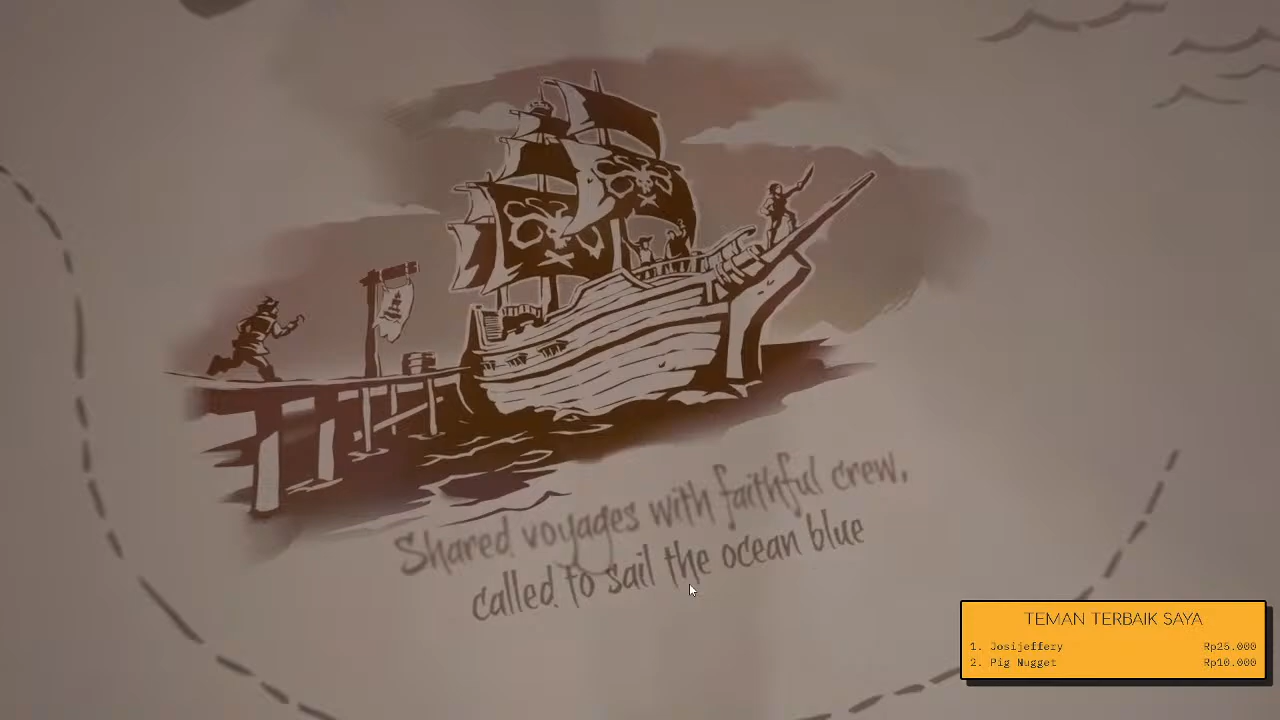 Shared voyages with faithful crew,
called to sail the ocean blue
TEMAN TERBAIK SAYA
1. Josijeffery Rp25.000
2. Pig Nugget Rp10.000